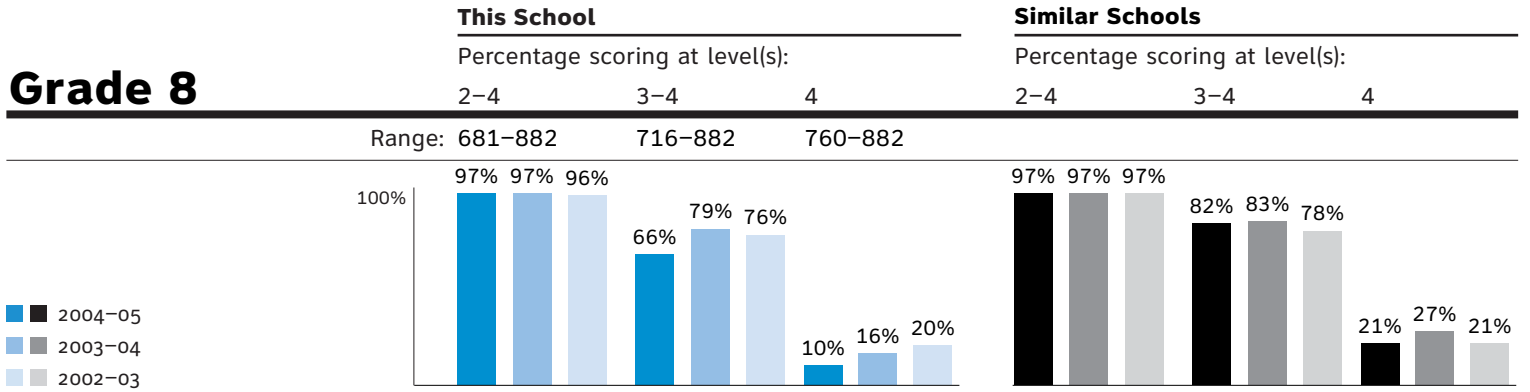 This School Similar Schools
Percentage scoring at level(s): Percentage scoring at level(s):
Grade 8 2–4 3–4 4 2–4 3–4 4
Range: 681–882 716–882 760–882
97% 97% 96% 97% 97% 97%
100%
82% 83% 78%
79% 76%
66%
21% 27% 21%
10% 16% 20%
2004–05
2003–04
2002–03